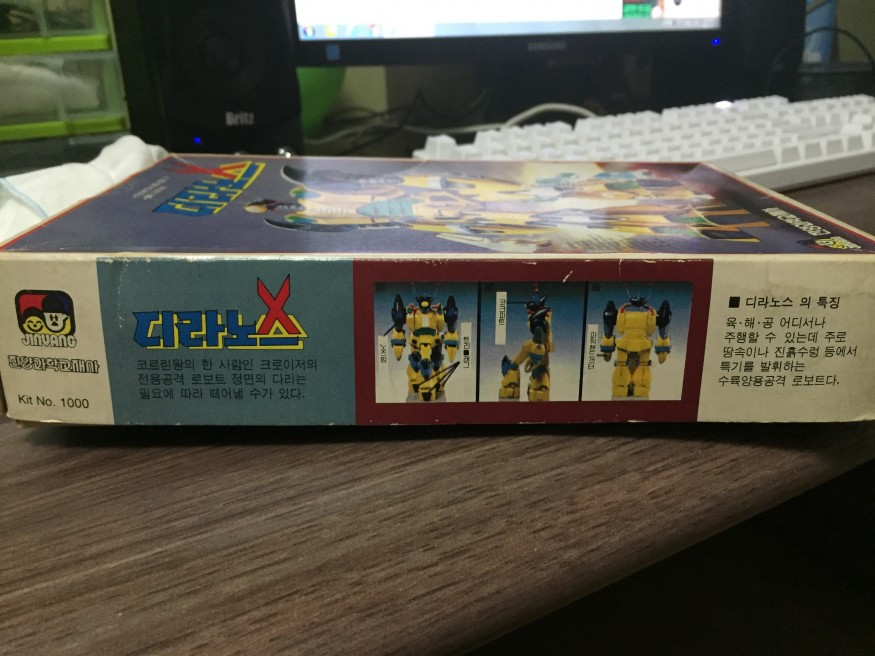 SAMSUNG
Britz
디라노스
디라노스X
JINYANG
진양과학교재사
Kit No. 1000
코르린왕의 한 사람인 크로이저의
전용공격 로보트 정면의 다리는
필요에 따라 떼어낼 수가 있다.
■ 디라노스 의 특징
육·해·공 어디서나
주행할 수 있는데 주로
땅속이나 진흙수렁 등에서
특기를 발휘하는
수륙양용공격 로보트다.